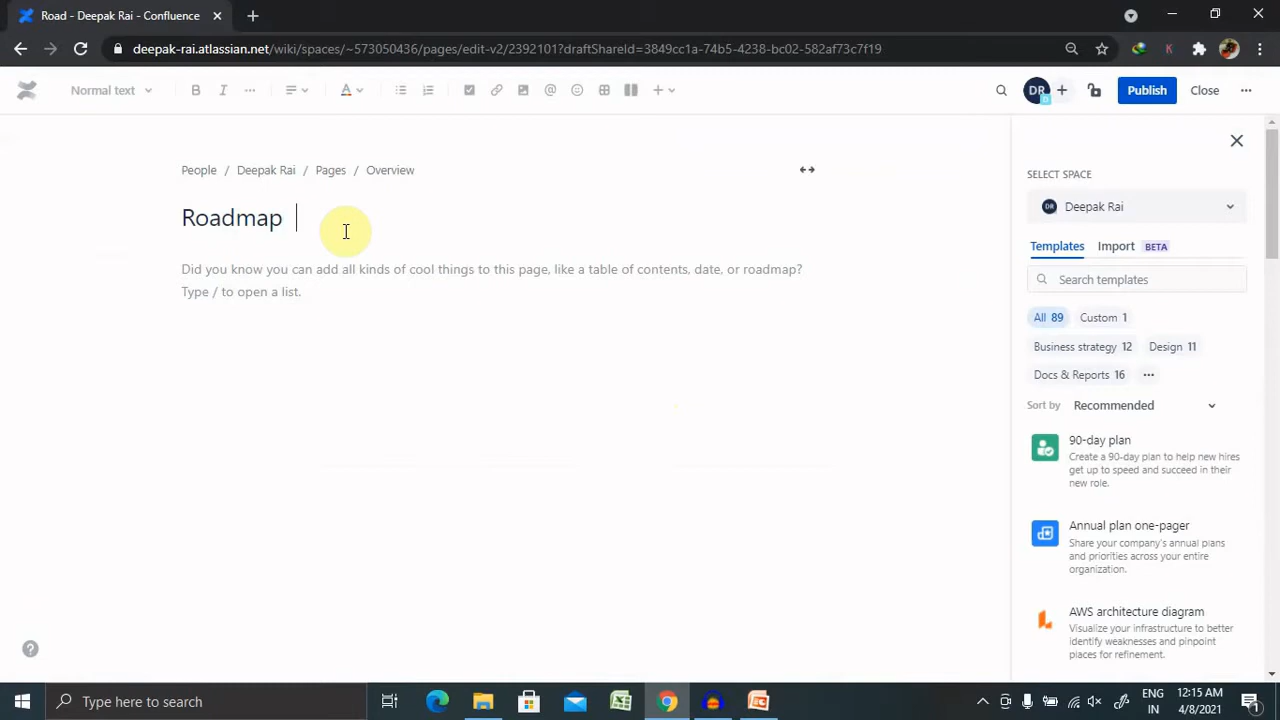 Road - Deepak Rai - Confluence
deepak-rai.atlassian.net/wiki/spaces/~573050436/pages/edit-v2/2392101?draftShareId=3849cc1a-74b5-4238-bc02-582af73c7f19
Normal text
B I
A
DR
D
Publish
Close
People / Deepak Rai / Pages / Overview
Roadmap
Did you know you can add all kinds of cool things to this page, like a table of contents, date, or roadmap?
Type / to open a list.
SELECT SPACE
DR Deepak Rai
Templates Import BETA
Search templates
All 89 Custom 1
Business strategy 12 Design 11
Docs & Reports 16
Sort by Recommended
90-day plan
Create a 90-day plan to help new hires
get up to speed and succeed in their
new role.
Annual plan one-pager
Share your company's annual plans
and priorities across your entire
organization.
AWS architecture diagram
Visualize your infrastructure to better
identify weaknesses and pinpoint
places for refinement.
Type here to search
ENG
IN
12:15 AM
4/8/2021
1